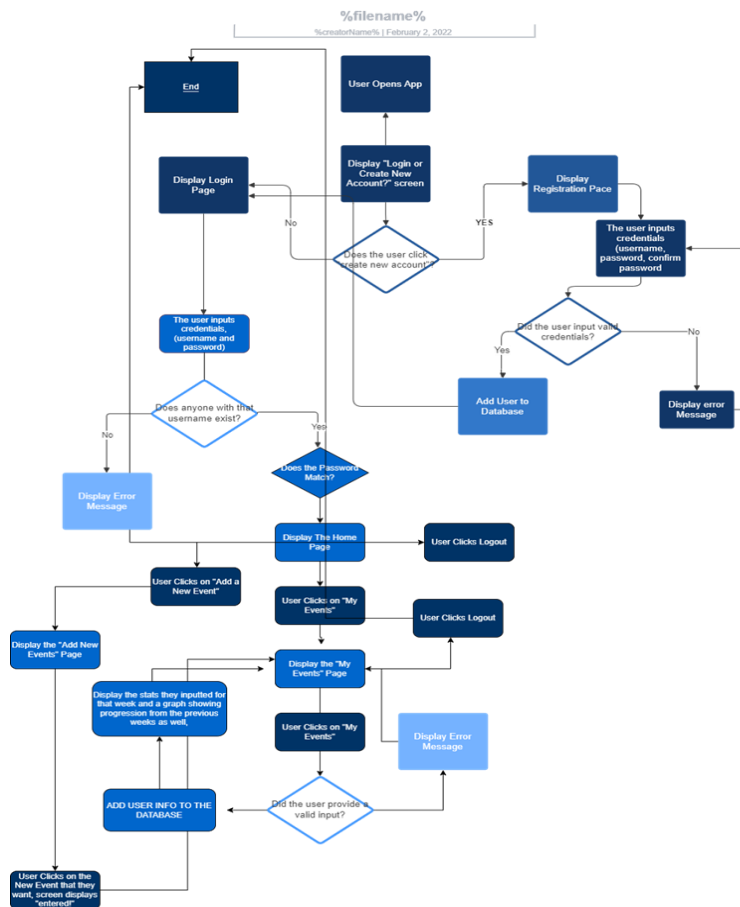 %filename%
%creatorName% | February 2, 2022
End
User Opens App
Display Login
Page
Display "Login or
Create New
Account?" screen
Display
Registration Pace
No
YES
The user inputs
credentials
(username,
password, confirm
password
Does the user click
"create new account"?
The user inputs
credentials,
(username and
password)
Did the user input valid
credentials?
Yes
No
Add User to
Database
Display error
Message
Does anyone with that
username exist?
No
Yes
Does the Password
Match?
Display Error
Message
Display The Home
Page
User Clicks Logout
User Clicks on "Add a
New Event"
User Clicks on "My
Events"
User Clicks Logout
Display the "Add New
Events" Page
Display the "My
Events" Page
Display the stats they inputted for
that week and a graph showing
progression from the previous
weeks as well,
User Clicks on "My
Events"
Display Error
Message
ADD USER INFO TO THE
DATABASE
Did the user provide a
valid input?
User Clicks on the
New Event that they
want, screen displays
"entered!"